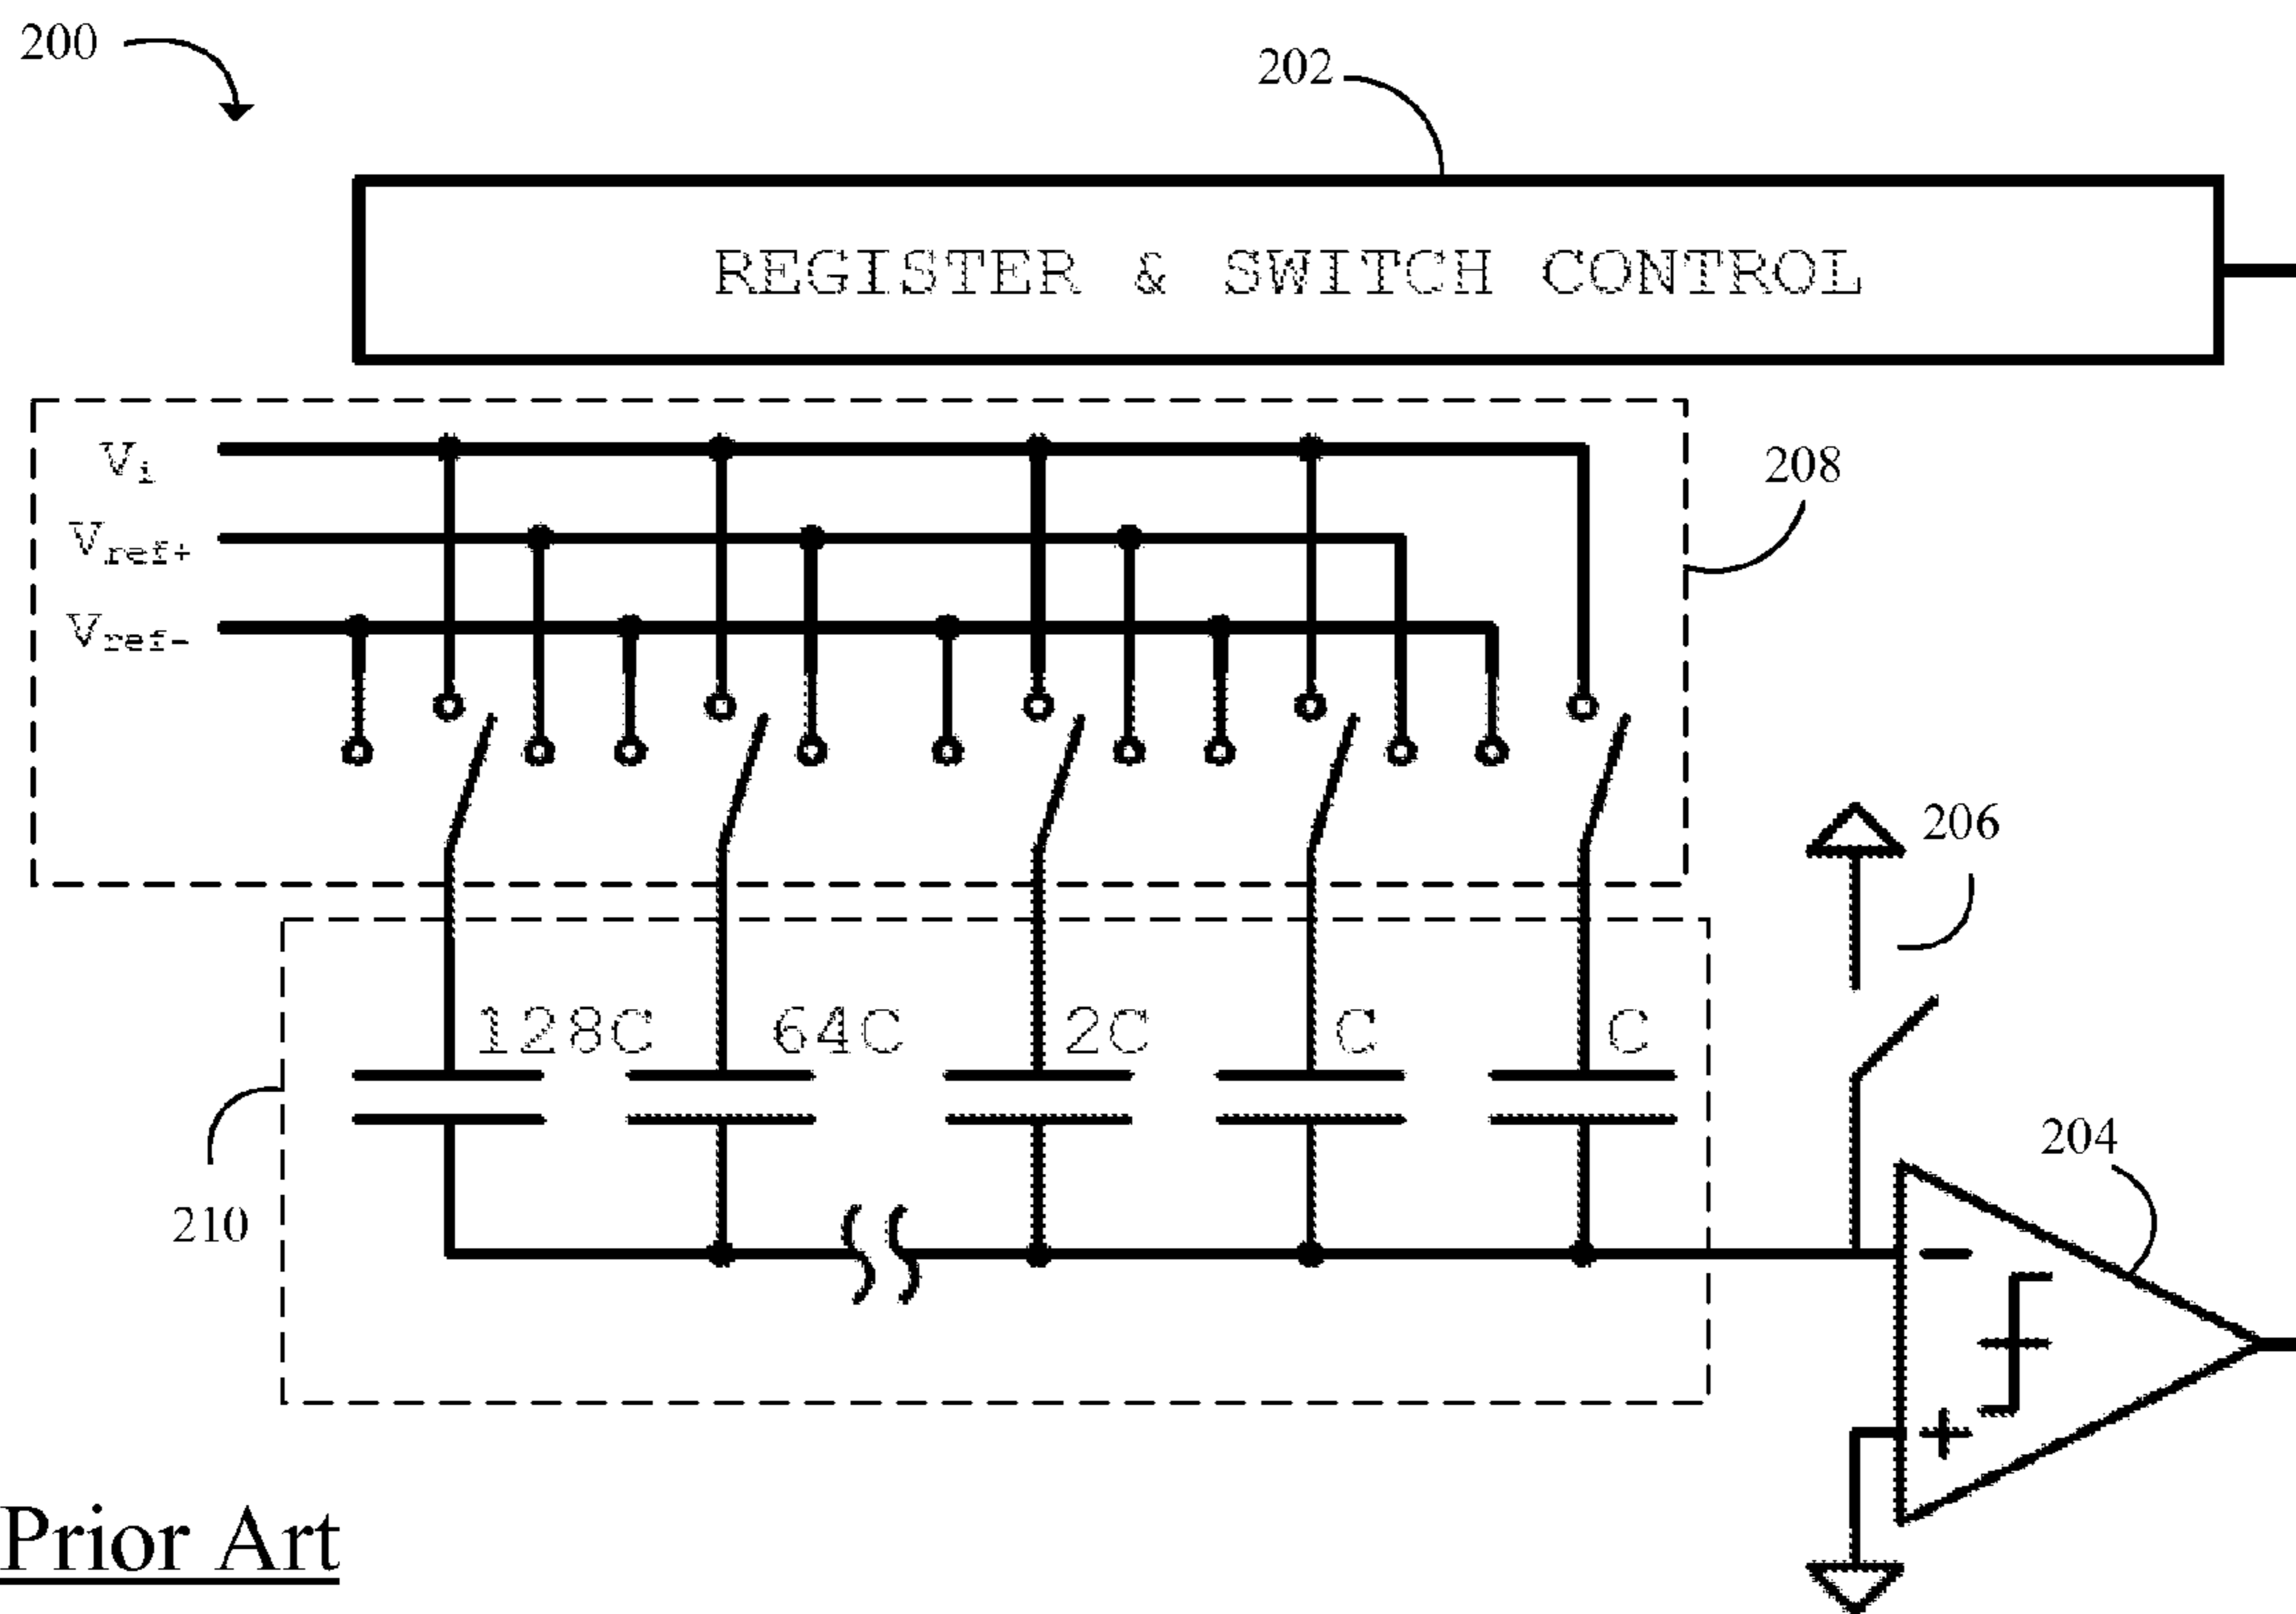 200
202
REGISTER & SWITCH CONTROL
Vi
208
Vref+
Vref-
206
128C 64C 2C C C
204
210
− +
Prior Art